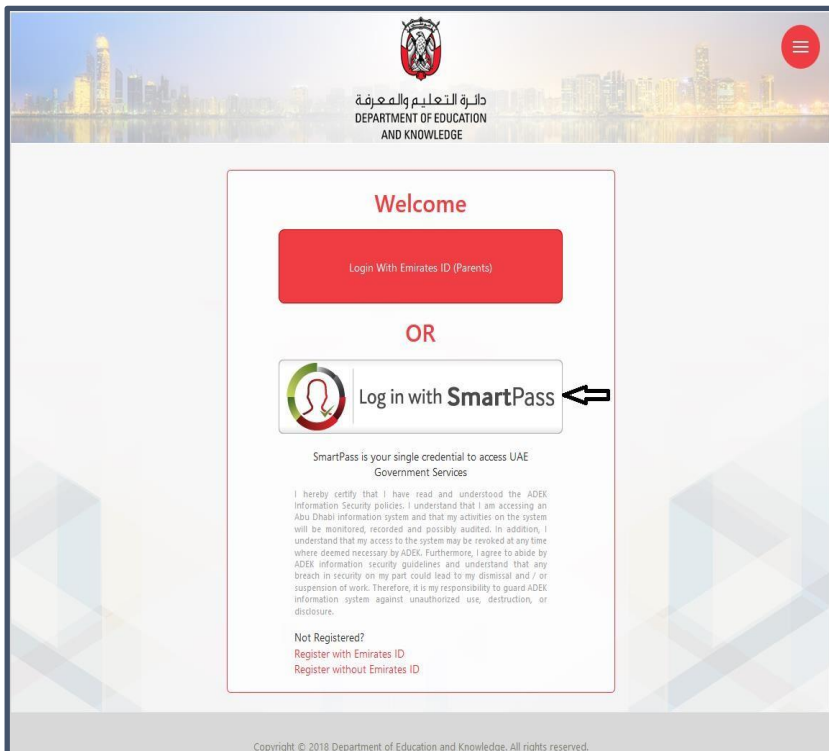 دائـرة التـعـليـم والـمـعـرفـة
DEPARTMENT OF EDUCATION
AND KNOWLEDGE
Welcome
Login With Emirates ID (Parents)
OR
Log in with SmartPass
SmartPass is your single credential to access UAE
Government Services
I hereby certify that I have read and understood the ADEK
Information Security policies. I understand that I am accessing an
Abu Dhabi information system and that my activities on the system
will be monitored, recorded and possibly audited. In addition, I
understand that my access to the system may be revoked at any time
where deemed necessary by ADEK. Furthermore, I agree to abide by
ADEK information security guidelines and understand that any
breach in security on my part could lead to my dismissal and / or
suspension of work. Therefore, it is my responsibility to guard ADEK
information system against unauthorized use, destruction, or
disclosure.
Not Registered?
Register with Emirates ID
Register without Emirates ID
Copyright © 2018 Department of Education and Knowledge. All rights reserved.